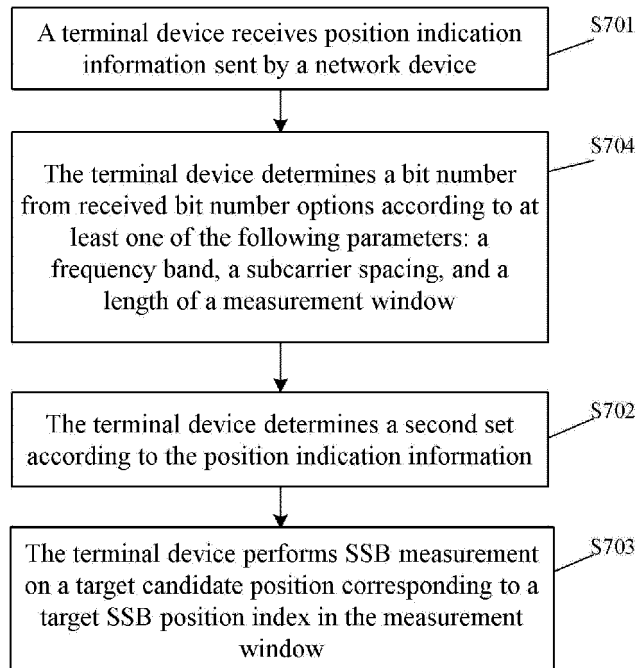 A terminal device receives position indication
information sent by a network device
S701
The terminal device determines a bit number
from received bit number options according to at
least one of the following parameters: a
frequency band, a subcarrier spacing, and a
length of a measurement window
S704
The terminal device determines a second set
according to the position indication information
S702
The terminal device performs SSB measurement
on a target candidate position corresponding to a
target SSB position index in the measurement
window
S703